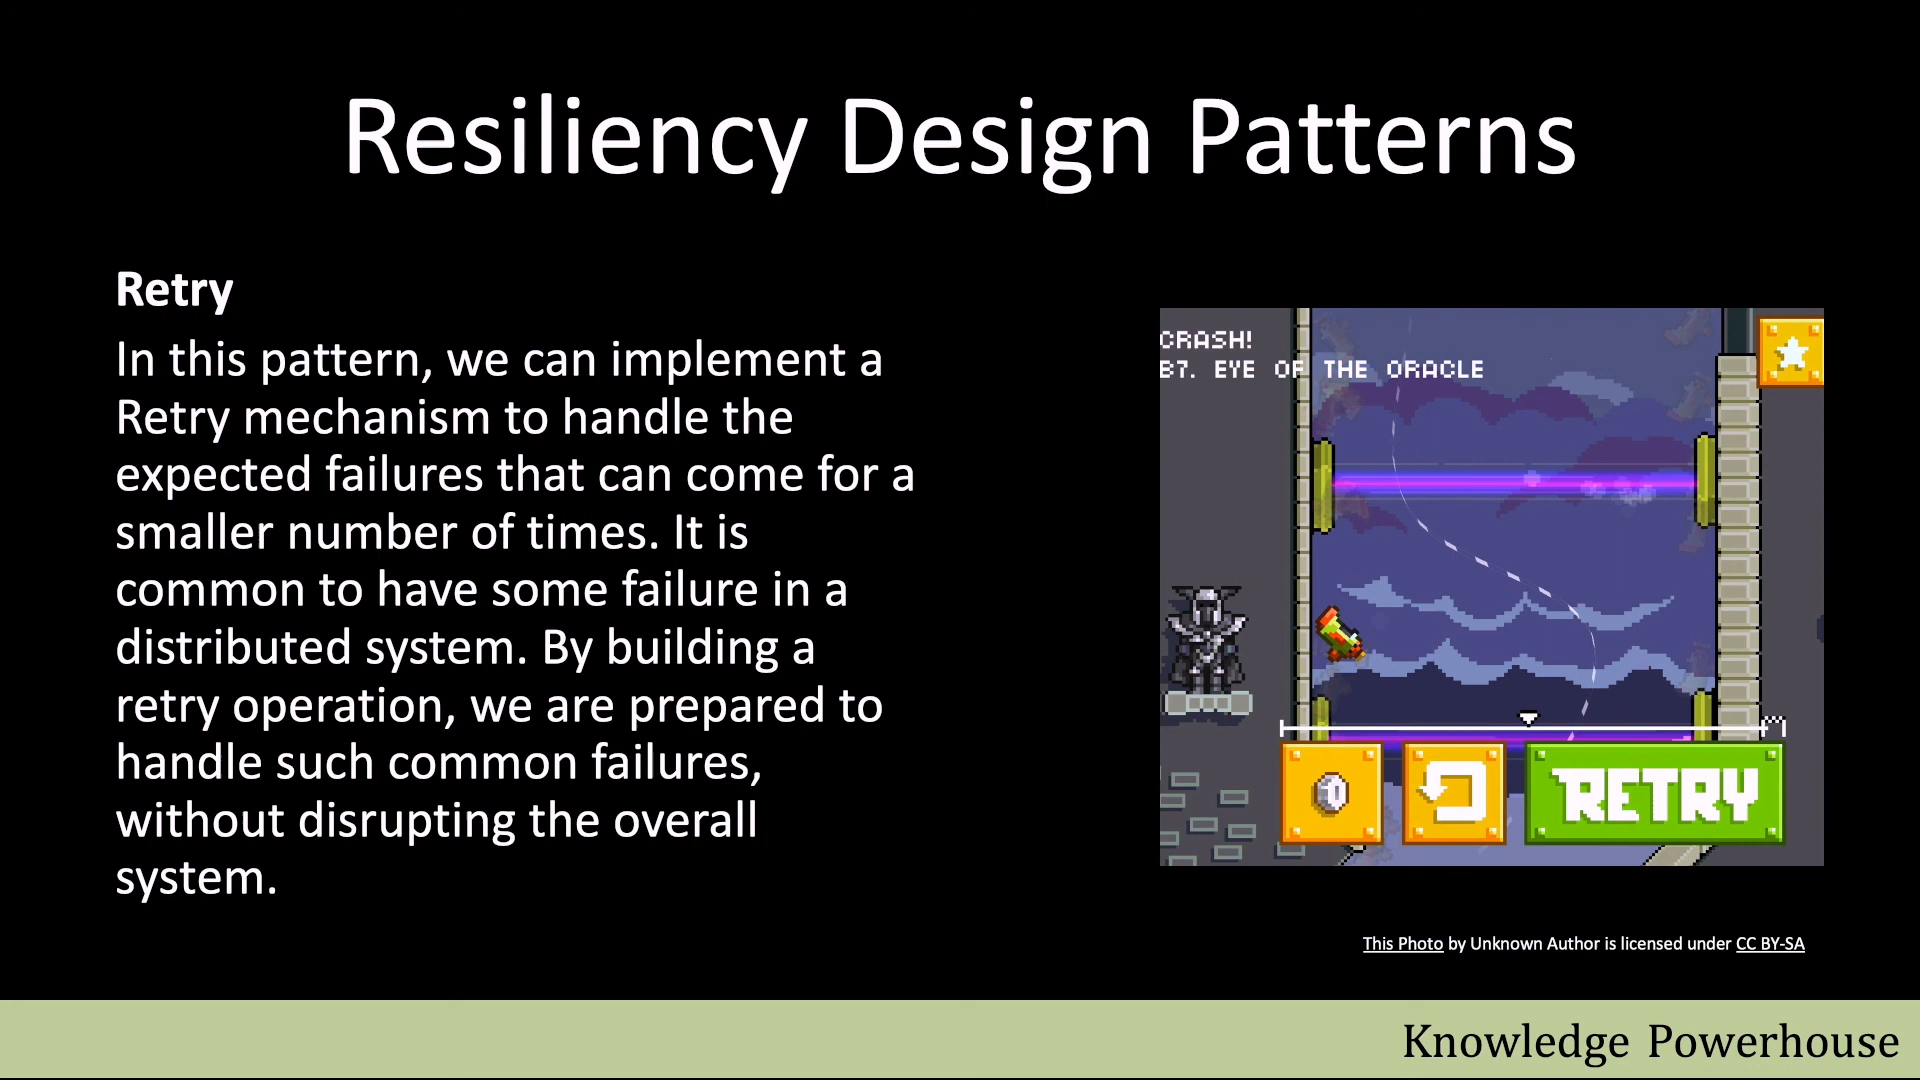 Resiliency Design Patterns
Retry
In this pattern, we can implement a
Retry mechanism to handle the
expected failures that can come for a
smaller number of times. It is
common to have some failure in a
distributed system. By building a
retry operation, we are prepared to
handle such common failures,
without disrupting the overall
system.
CRASH!
B7. EYE OF THE ORACLE
RETRY
This Photo by Unknown Author is licensed under CC BY-SA
Knowledge Powerhouse